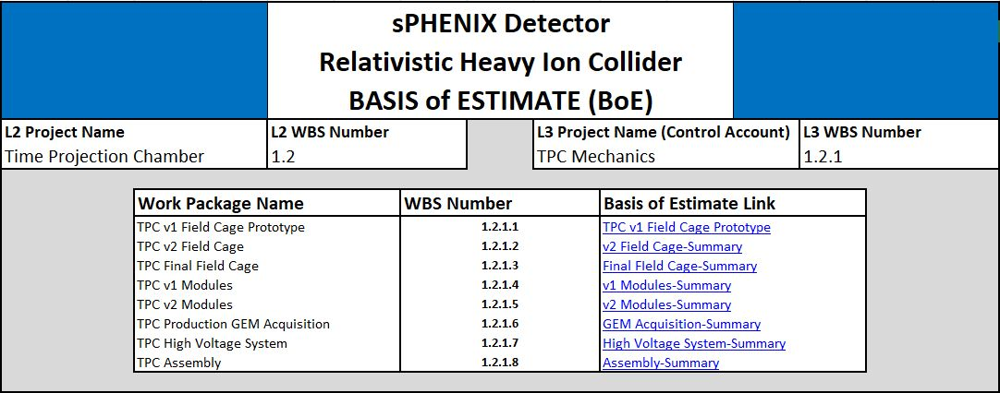 sPHENIX Detector
Relativistic Heavy Ion Collider
BASIS of ESTIMATE (BoE)
L2 Project Name L2 WBS Number L3 Project Name (Control Account) L3 WBS Number
Time Projection Chamber 1.2 TPC Mechanics 1.2.1
Work Package Name WBS Number Basis of Estimate Link
TPC v1 Field Cage Prototype 1.2.1.1 TPC v1 Field Cage Prototype
TPC v2 Field Cage 1.2.1.2 v2 Field Cage-Summary
TPC Final Field Cage 1.2.1.3 Final FIeld Cage-Summary
TPC v1 Modules 1.2.1.4 v1 Modules-Summary
TPC v2 Modules 1.2.1.5 v2 Modules-Summary
TPC Production GEM Acquisition 1.2.1.6 GEM Acquisition-Summary
TPC High Voltage System 1.2.1.7 High Voltage System-Summary
TPC Assembly 1.2.1.8 Assembly-Summary